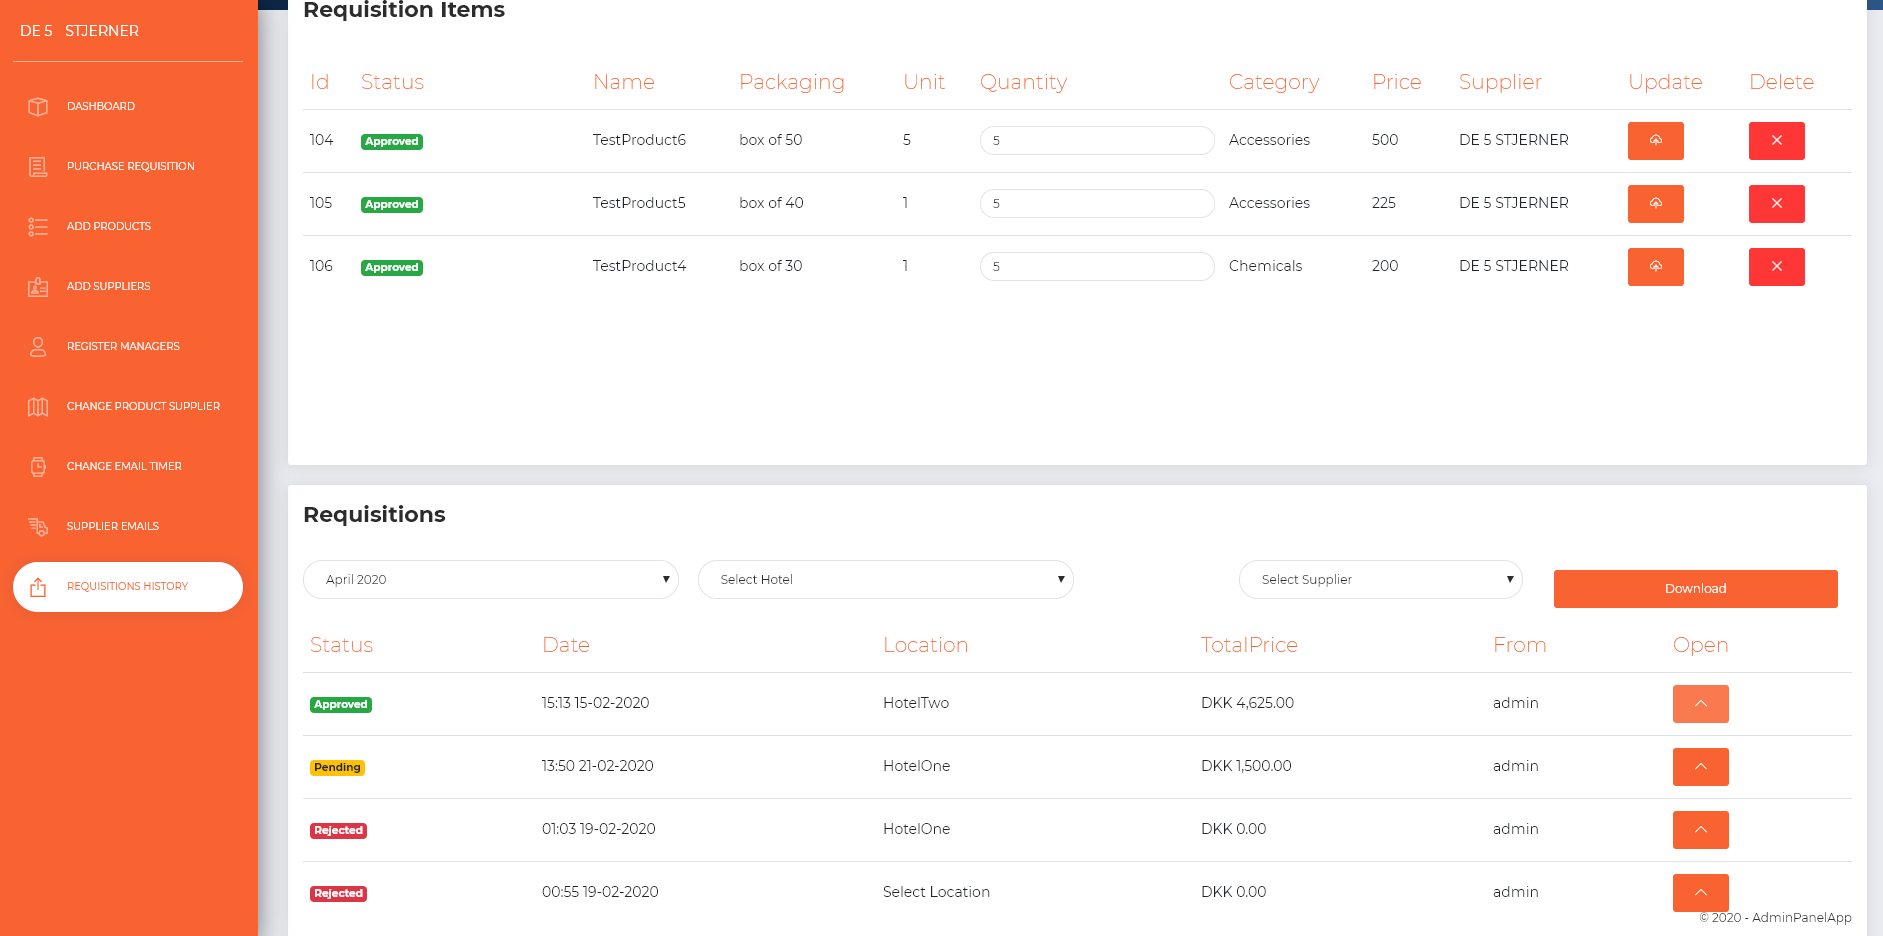 DE 5 STJERNER
DASHBOARD
PURCHASE REQUISITION
ADD PRODUCTS
ADD SUPPLIERS
REGISTER MANAGERS
CHANGE PRODUCT SUPPLIER
CHANGE EMAIL TIMER
SUPPLIER EMAILS
REQUISITIONS HISTORY
Requisition Items
Id Status Name Packaging Unit Quantity Category Price Supplier Update Delete
104 Approved TestProduct6 box of 50 5 5 Accessories 500 DE 5 STJERNER
105 Approved TestProduct5 box of 40 1 5 Accessories 225 DE 5 STJERNER
106 Approved TestProduct4 box of 30 1 5 Chemicals 200 DE 5 STJERNER
Requisitions
April 2020 Select Hotel Select Supplier Download
Status Date Location TotalPrice From Open
Approved 15:13 15-02-2020 HotelTwo DKK 4,625.00 admin
Pending 13:50 21-02-2020 HotelOne DKK 1,500.00 admin
Rejected 01:03 19-02-2020 HotelOne DKK 0.00 admin
Rejected 00:55 19-02-2020 Select Location DKK 0.00 admin
© 2020 - AdminPanelApp